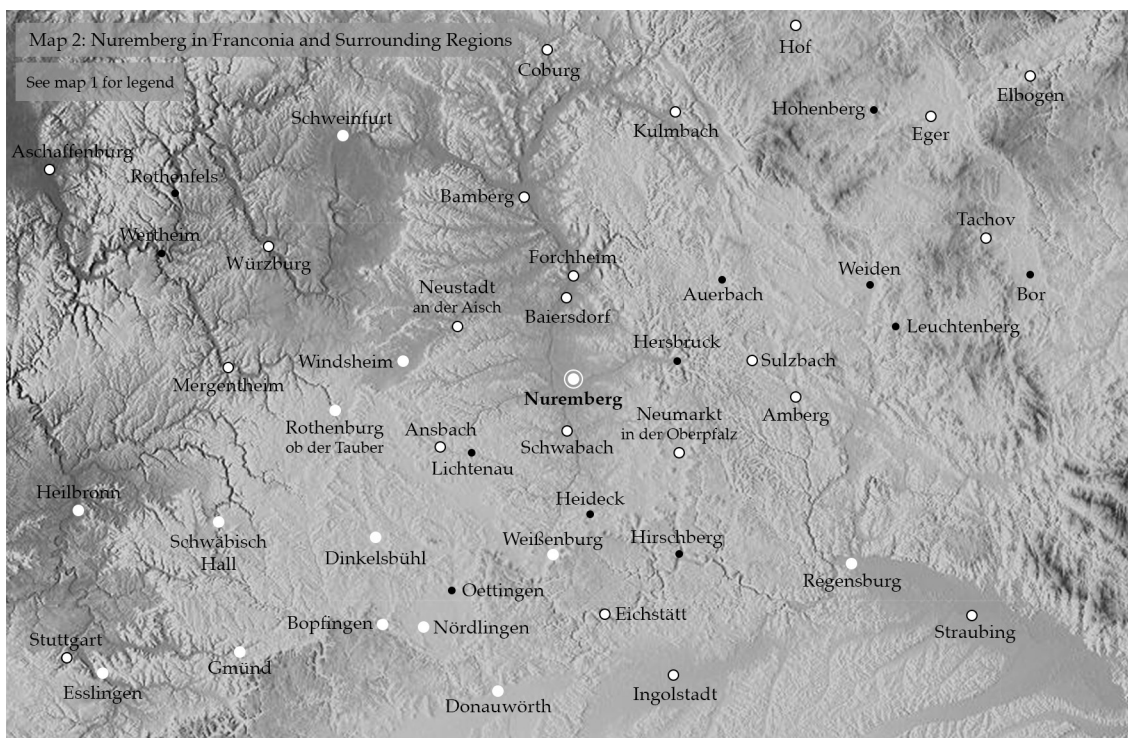 Map 2: Nuremberg in Franconia and Surrounding Regions
See map 1 for legend
Hof
Coburg
Elbogen
Hohenberg
Schweinfurt
Kulmbach
Eger
Aschaffenburg
Rothenfels
Bamberg
Tachov
Wertheim
Würzburg
Forchheim
Weiden
Neustadt
an der Aisch
Auerbach
Bor
Baiersdorf
Leuchtenberg
Hersbruck
Windsheim
Sulzbach
Mergentheim
Nuremberg
Rothenburg
ob der Tauber
Ansbach
Neumarkt
in der Oberpfalz
Amberg
Schwabach
Lichtenau
Heilbronn
Heideck
Schwäbisch
Hall
Dinkelsbühl
Weißenburg
Hirschberg
Regensburg
Oettingen
Eichstätt
Bopfingen
Nördlingen
Straubing
Stuttgart
Gmünd
Esslingen
Ingolstadt
Donauwörth